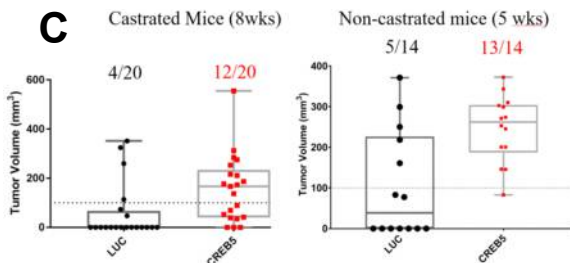 C
Castrated Mice (8wks)
4/20 12/20
Tumor Volume (mm³)
600
400
200
0
LUC
CREB5
Non-castrated mice (5 wks)
5/14 13/14
Tumor Volume (mm³)
400
300
200
100
0
LUC
CREB5